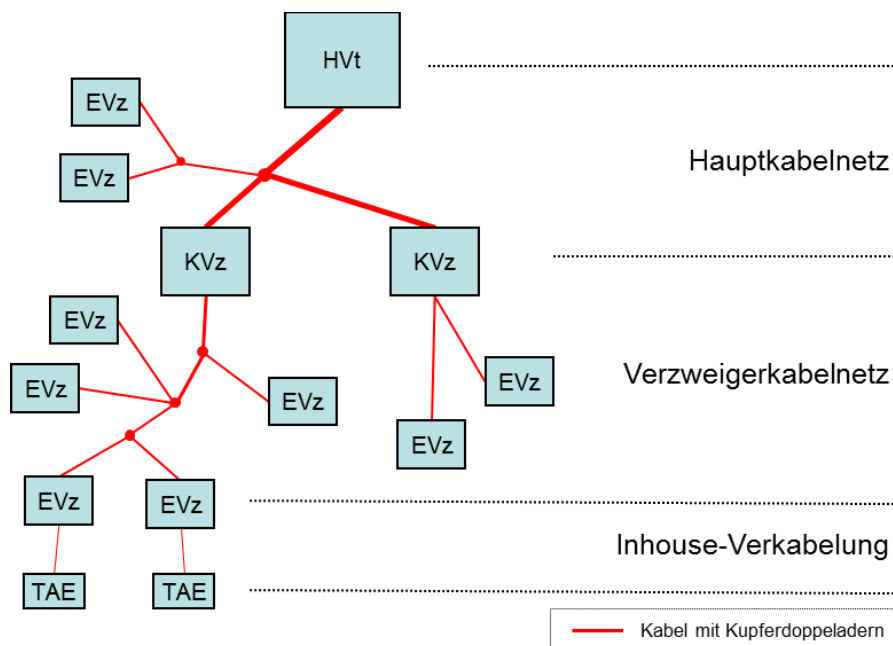 HVt
EVz
EVz
Hauptkabelnetz
KVz
KVz
EVz
EVz
EVz
EVz
EVz
Verzweigerkabelnetz
EVz
EVz
Inhouse-Verkabelung
TAE
TAE
Kabel mit Kupferdoppeladern